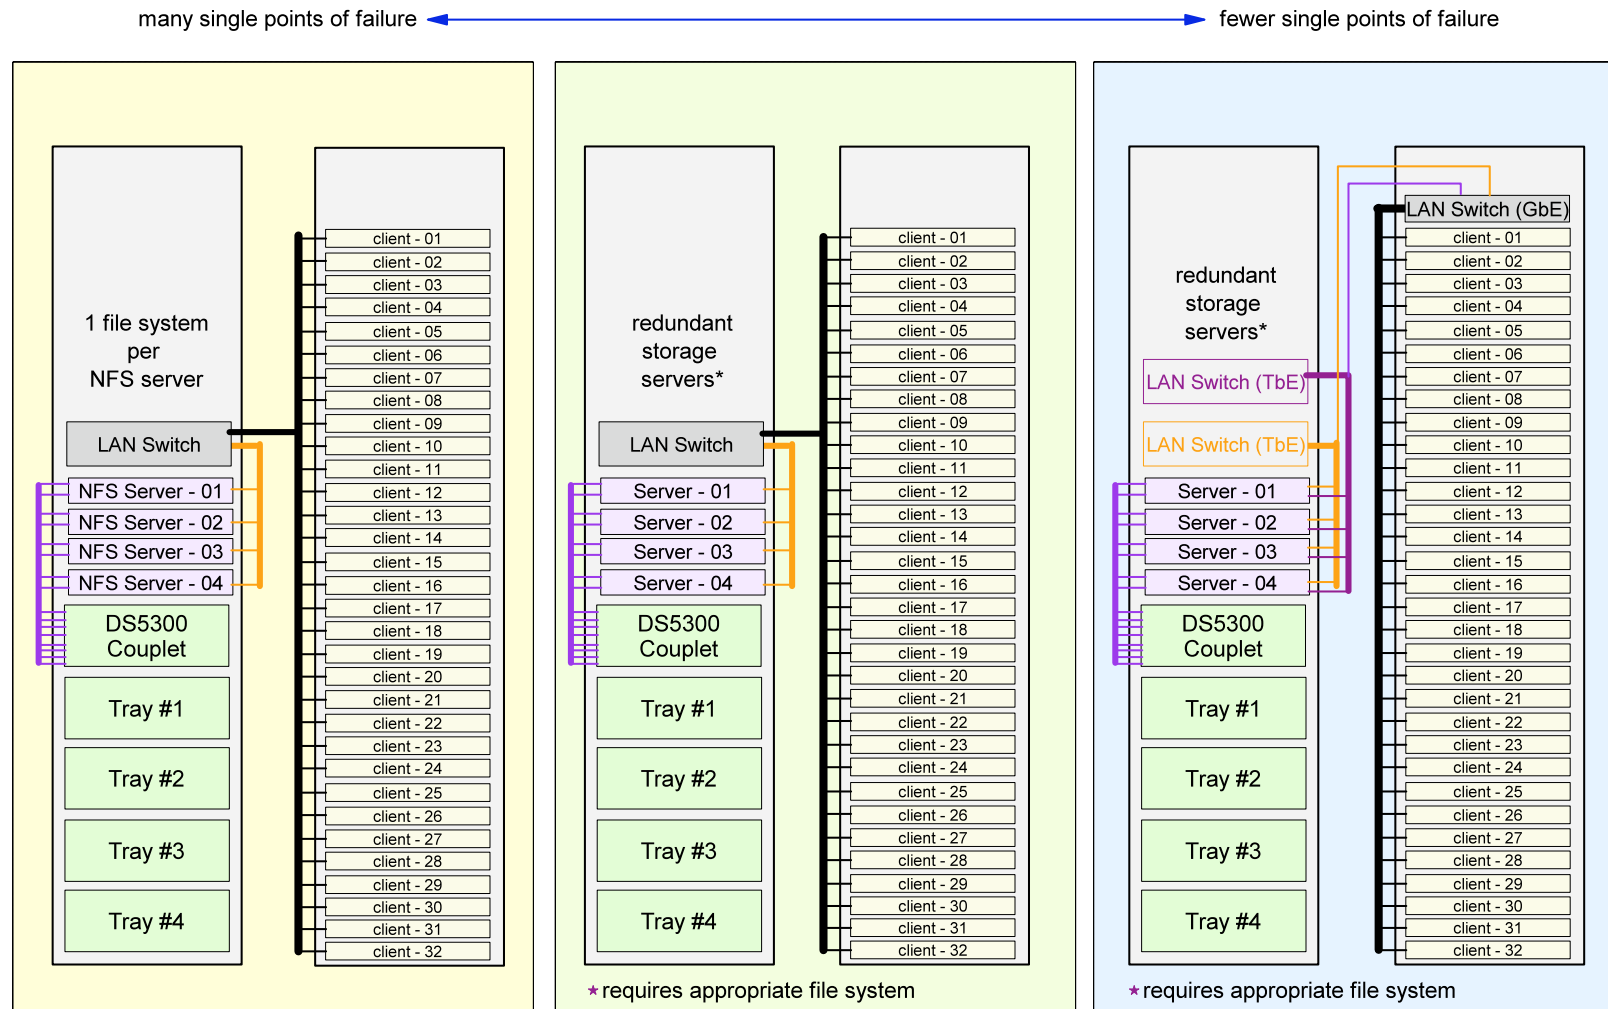 many single points of failure
fewer single points of failure
1 file system
per
NFS server
LAN Switch
NFS Server - 01
NFS Server - 02
NFS Server - 03
NFS Server - 04
DS5300
Couplet
Tray #1
Tray #2
Tray #3
Tray #4
client - 01
client - 02
client - 03
client - 04
client - 05
client - 06
client - 07
client - 08
client - 09
client - 10
client - 11
client - 12
client - 13
client - 14
client - 15
client - 16
client - 17
client - 18
client - 19
client - 20
client - 21
client - 22
client - 23
client - 24
client - 25
client - 26
client - 27
client - 28
client - 29
client - 30
client - 31
client - 32
redundant
storage
servers*
LAN Switch
Server - 01
Server - 02
Server - 03
Server - 04
DS5300
Couplet
Tray #1
Tray #2
Tray #3
Tray #4
client - 01
client - 02
client - 03
client - 04
client - 05
client - 06
client - 07
client - 08
client - 09
client - 10
client - 11
client - 12
client - 13
client - 14
client - 15
client - 16
client - 17
client - 18
client - 19
client - 20
client - 21
client - 22
client - 23
client - 24
client - 25
client - 26
client - 27
client - 28
client - 29
client - 30
client - 31
client - 32
*requires appropriate file system
redundant
storage
servers*
LAN Switch (TbE)
LAN Switch (TbE)
Server - 01
Server - 02
Server - 03
Server - 04
DS5300
Couplet
Tray #1
Tray #2
Tray #3
Tray #4
LAN Switch (GbE)
client - 01
client - 02
client - 03
client - 04
client - 05
client - 06
client - 07
client - 08
client - 09
client - 10
client - 11
client - 12
client - 13
client - 14
client - 15
client - 16
client - 17
client - 18
client - 19
client - 20
client - 21
client - 22
client - 23
client - 24
client - 25
client - 26
client - 27
client - 28
client - 29
client - 30
client - 31
client - 32
*requires appropriate file system